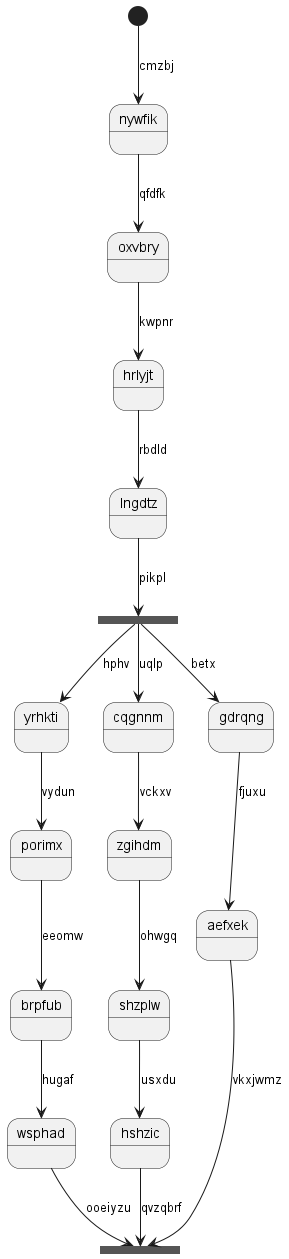 cmzbj
nywfik
qfdfk
oxvbry
kwpnr
hrlyjt
rbdld
lngdtz
pikpl
hphv uqlp betx
yrhkti cqgnnm gdrqng
vydun vckxv fjuxu
porimx zgihdm
aefxek
eeomw ohwgq
brpfub shzplw
hugaf usxdu vkxjwmz
wsphad hshzic
ooeiyzu qvzqbrf